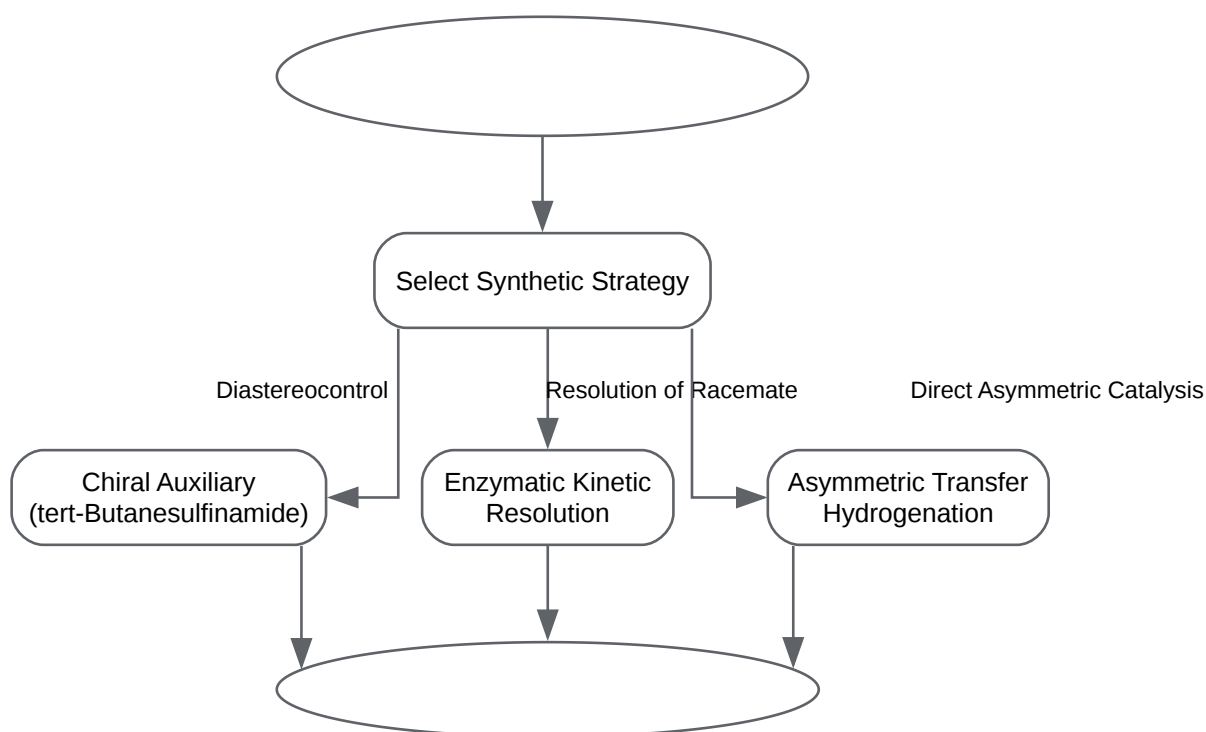 Select Synthetic Strategy
Diastereocontrol
Resolution of Racemate
Direct Asymmetric Catalysis
Chiral Auxiliary
(tert-Butanesulfinamide)
Enzymatic Kinetic
Resolution
Asymmetric Transfer
Hydrogenation